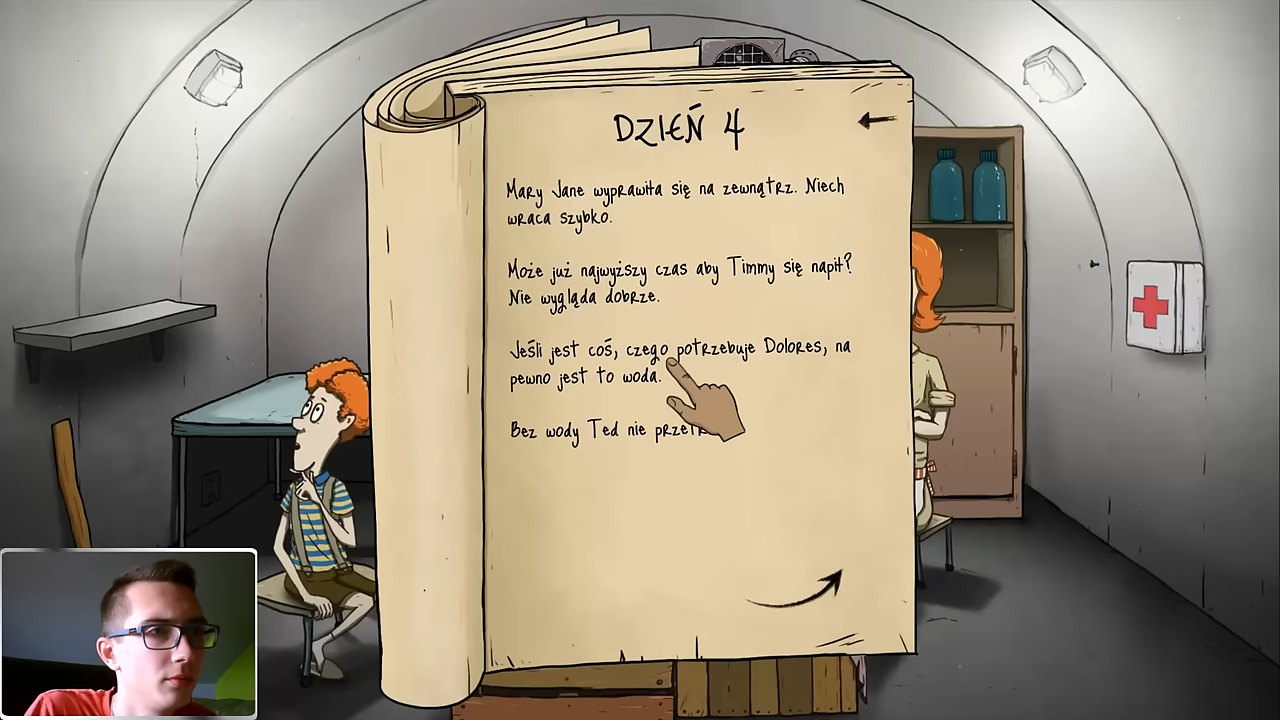 DZIEŃ 4
Mary Jane wyprawiła się na zewnątrz. Niech
wraca szybko.
Może już najwyższy czas aby Timmy się napił?
Nie wygląda dobrze.
Jeśli jest coś, czego potrzebuje Dolores, na
pewno jest to woda.
Bez wody Ted nie